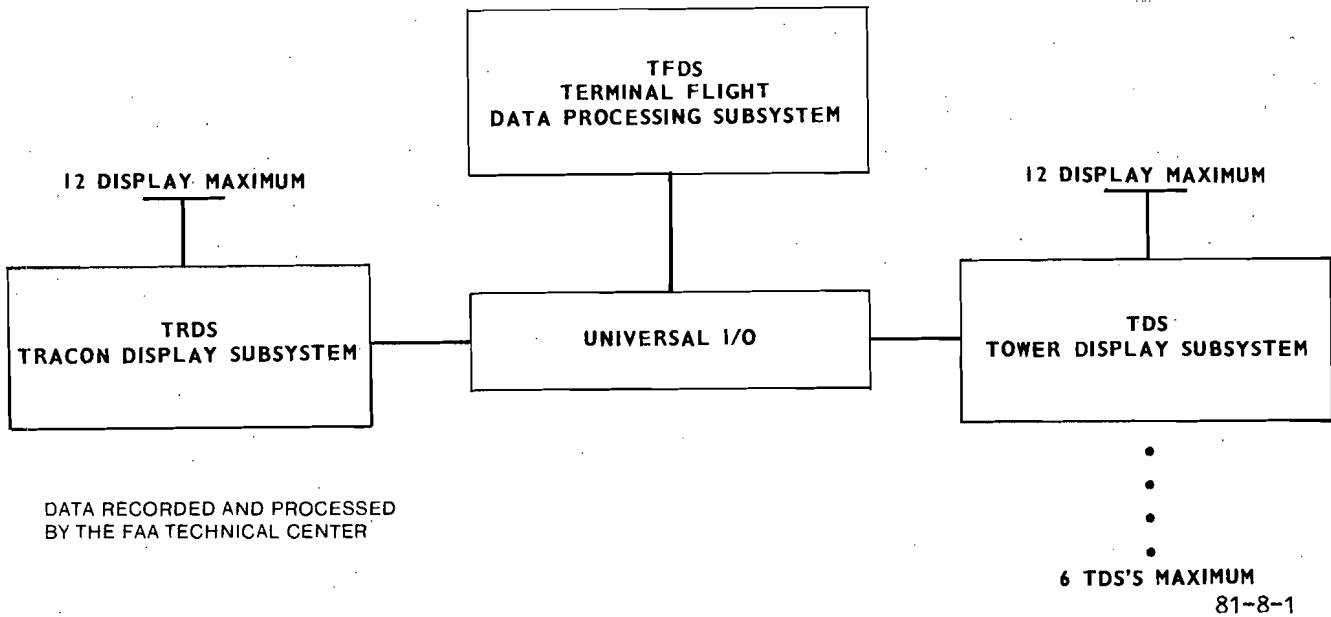 TFDS
TERMINAL FLIGHT
DATA PROCESSING SUBSYSTEM
12 DISPLAY MAXIMUM
12 DISPLAY MAXIMUM
TRDS
TRACON DISPLAY SUBSYSTEM
UNIVERSAL I/O
TDS
TOWER DISPLAY SUBSYSTEM
DATA RECORDED AND PROCESSED
BY THE FAA TECHNICAL CENTER
6 TDS'S MAXIMUM
81-8-1